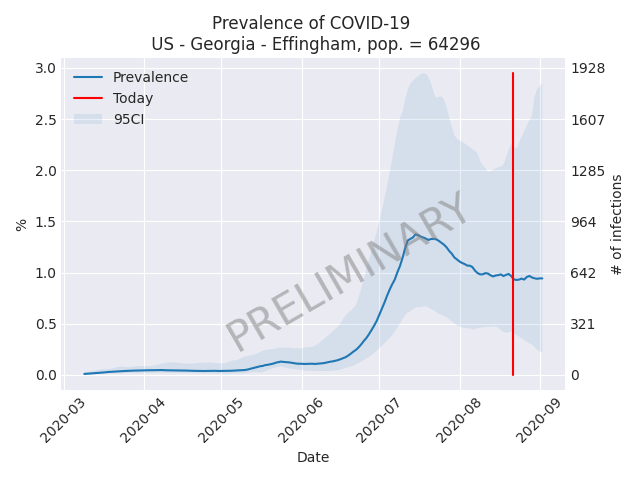 Prevalence of COVID-19
US - Georgia - Effingham, pop. = 64296
Prevalence
Today
95CI
PRELIMINARY
3.0
2.5
2.0
1.5
1.0
0.5
0.0
%
1928
1607
1285
964
642
321
0
# of infections
2020-03
2020-04
2020-05
2020-06
2020-07
2020-08
2020-09
Date